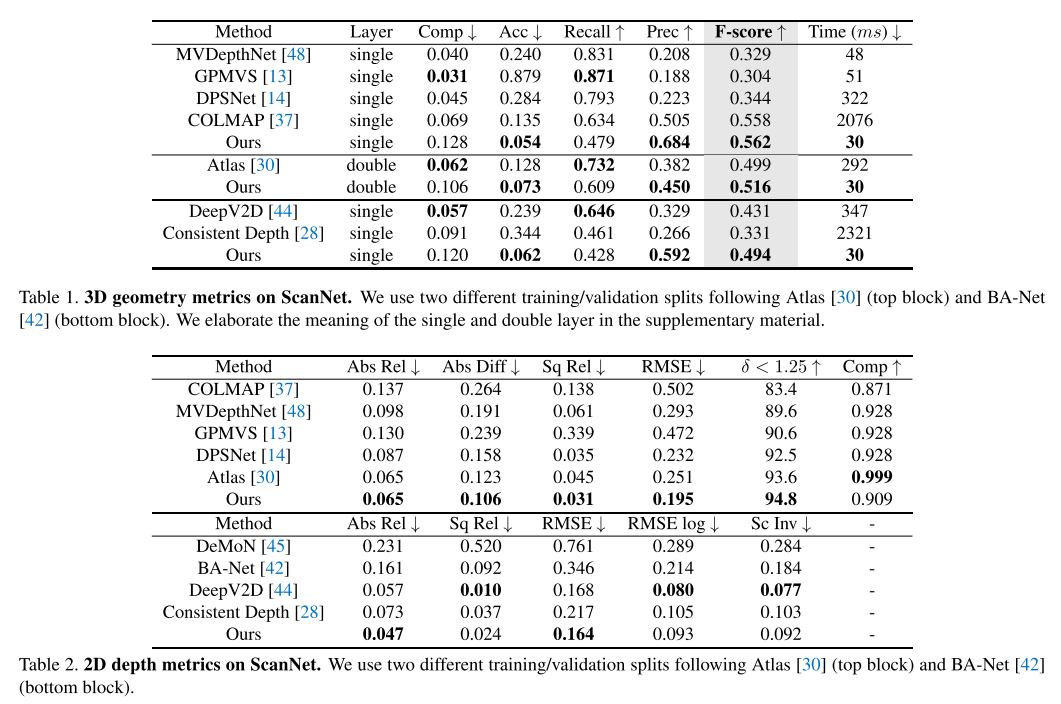 Method Layer Comp ↓ Acc ↓ Recall ↑ Prec ↑ F-score ↑ Time (ms) ↓
MVDepthNet [48] single 0.040 0.240 0.831 0.208 0.329 48
GPMVS [13] single 0.031 0.879 0.871 0.188 0.304 51
DPSNet [14] single 0.045 0.284 0.793 0.223 0.344 322
COLMAP [37] single 0.069 0.135 0.634 0.505 0.558 2076
Ours single 0.128 0.054 0.479 0.684 0.562 30
Atlas [30] double 0.062 0.128 0.732 0.382 0.499 292
Ours double 0.106 0.073 0.609 0.450 0.516 30
DeepV2D [44] single 0.057 0.239 0.646 0.329 0.431 347
Consistent Depth [28] single 0.091 0.344 0.461 0.266 0.331 2321
Ours single 0.120 0.062 0.428 0.592 0.494 30
Table 1. 3D geometry metrics on ScanNet. We use two different training/validation splits following Atlas [30] (top block) and BA-Net
[42] (bottom block). We elaborate the meaning of the single and double layer in the supplementary material.
Method Abs Rel ↓ Abs Diff ↓ Sq Rel ↓ RMSE ↓ δ < 1.25 ↑ Comp ↑
COLMAP [37] 0.137 0.264 0.138 0.502 83.4 0.871
MVDepthNet [48] 0.098 0.191 0.061 0.293 89.6 0.928
GPMVS [13] 0.130 0.239 0.339 0.472 90.6 0.928
DPSNet [14] 0.087 0.158 0.035 0.232 92.5 0.928
Atlas [30] 0.065 0.123 0.045 0.251 93.6 0.999
Ours 0.065 0.106 0.031 0.195 94.8 0.909
Method Abs Rel ↓ Sq Rel ↓ RMSE ↓ RMSE log ↓ Sc Inv ↓ -
DeMoN [45] 0.231 0.520 0.761 0.289 0.284 -
BA-Net [42] 0.161 0.092 0.346 0.214 0.184 -
DeepV2D [44] 0.057 0.010 0.168 0.080 0.077 -
Consistent Depth [28] 0.073 0.037 0.217 0.105 0.103 -
Ours 0.047 0.024 0.164 0.093 0.092 -
Table 2. 2D depth metrics on ScanNet. We use two different training/validation splits following Atlas [30] (top block) and BA-Net [42]
(bottom block).